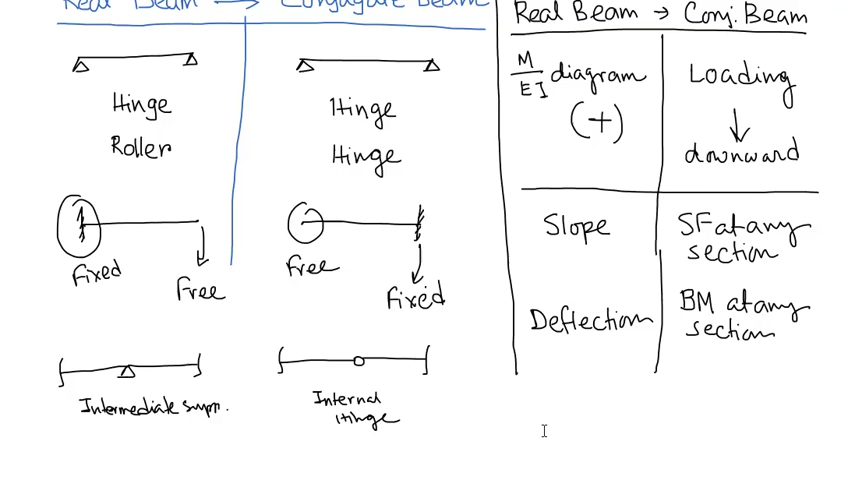 Real Beam → Conjugate Beam
Hinge
Roller
Hinge
Hinge
Fixed
Free
Free
Fixed
Intermediate supp.
Internal
Hinge
Real Beam → Conj. Beam
M/EI diagram
(+)
Loading
↓
downward
Slope
SF at any
section
Deflection
BM at any
section